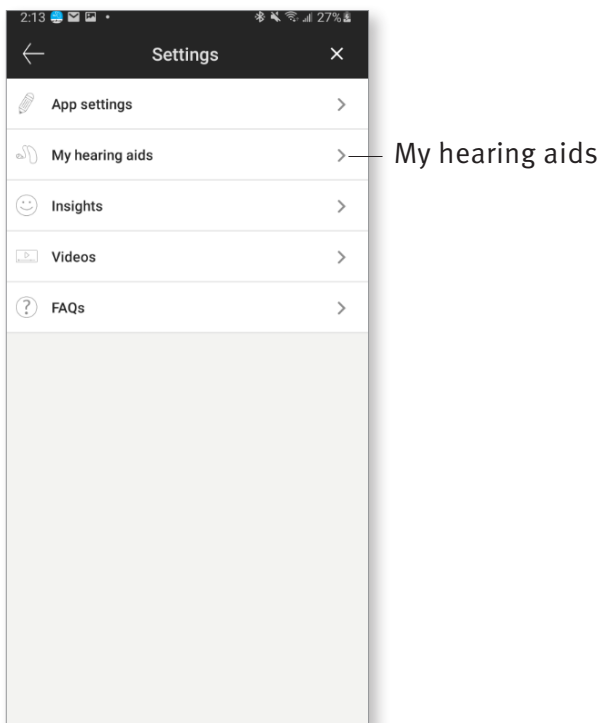 2:13 27%
Settings
App settings
My hearing aids
My hearing aids
Insights
Videos
FAQs